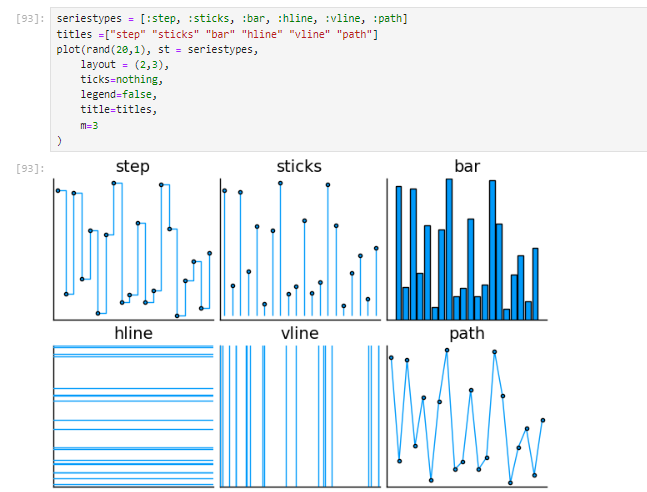 [93]: seriestypes = [:step, :sticks, :bar, :hline, :vline, :path]
titles =["step" "sticks" "bar" "hline" "vline" "path"]
plot(rand(20,1), st = seriestypes,
    layout = (2,3),
    ticks=nothing,
    legend=false,
    title=titles,
    m=3
)
[93]:
step sticks bar
hline vline path